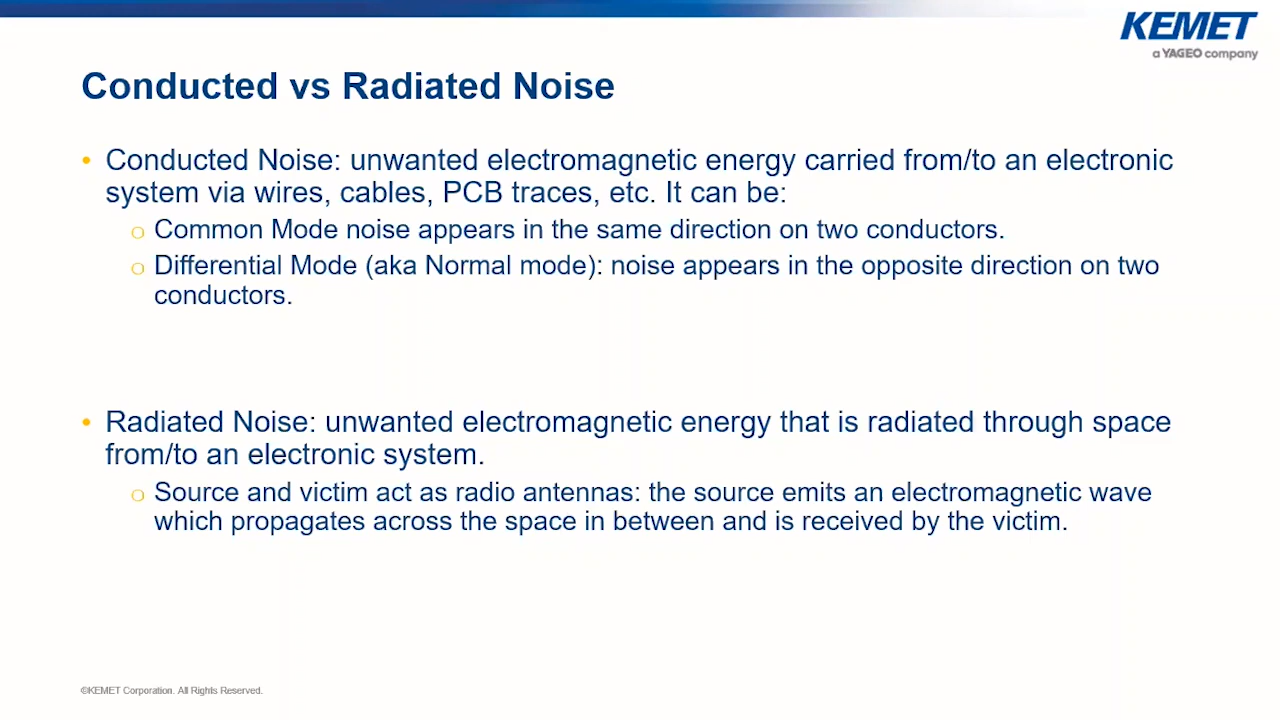 KEMET
a YAGEO company
Conducted vs Radiated Noise
• Conducted Noise: unwanted electromagnetic energy carried from/to an electronic
system via wires, cables, PCB traces, etc. It can be:
o Common Mode noise appears in the same direction on two conductors.
o Differential Mode (aka Normal mode): noise appears in the opposite direction on two
conductors.
• Radiated Noise: unwanted electromagnetic energy that is radiated through space
from/to an electronic system.
o Source and victim act as radio antennas: the source emits an electromagnetic wave
which propagates across the space in between and is received by the victim.
©KEMET Corporation. All Rights Reserved.